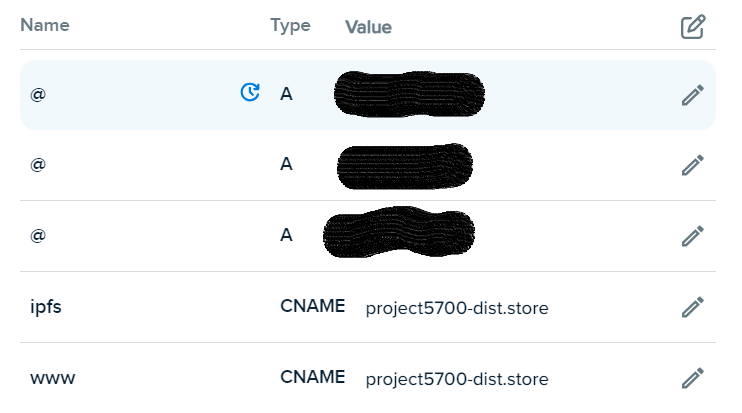 Name Type Value
@ A
@ A
@ A
ipfs CNAME project5700-dist.store
www CNAME project5700-dist.store